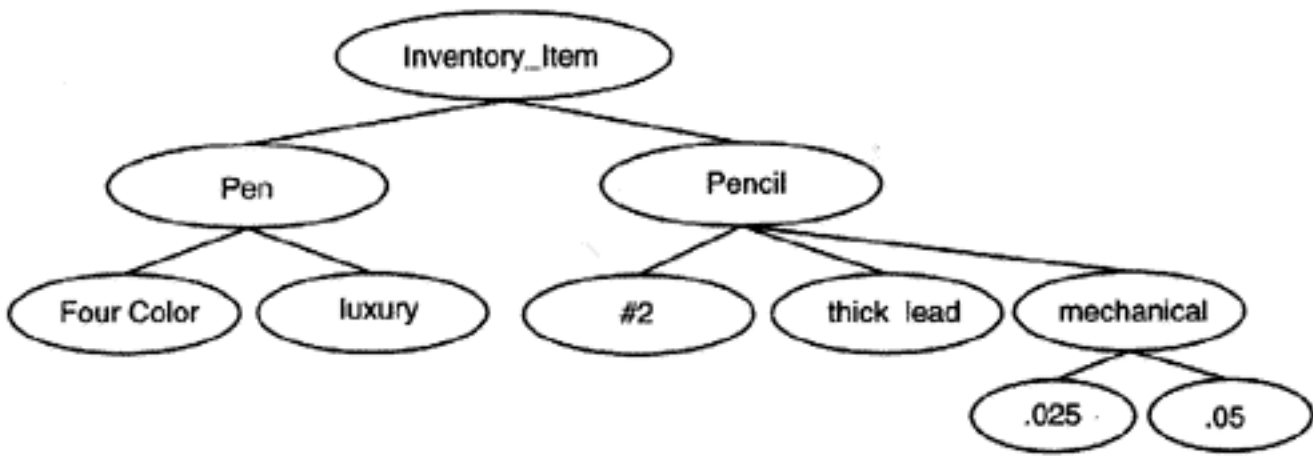 Inventory_Item
Pen
Pencil
Four Color
luxury
#2
thick lead
mechanical
.025
.05